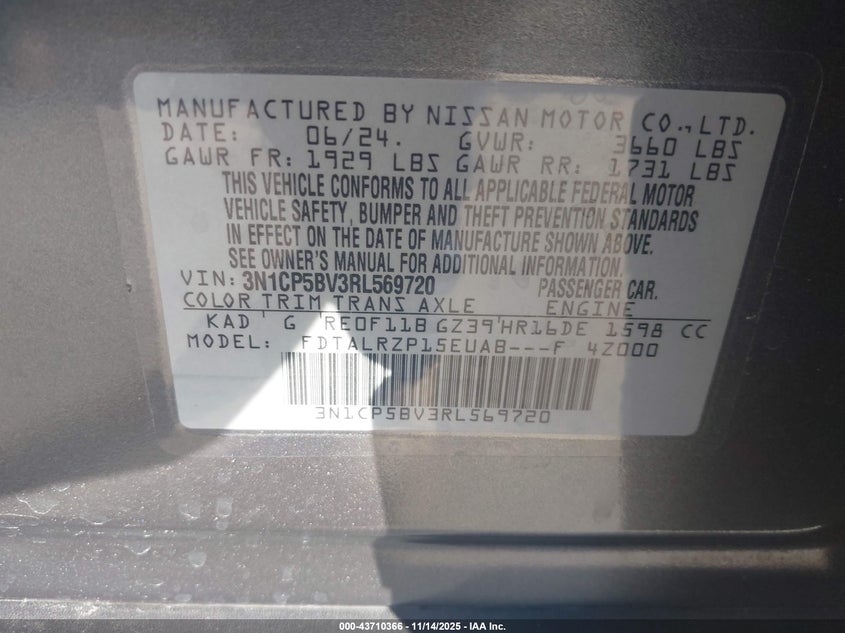 MANUFACTURED BY NISSAN MOTOR CO., LTD.
DATE: 06/24. GVWR: 3660 LBS
GAWR FR: 1929 LBS GAWR RR: 1731 LBS
THIS VEHICLE CONFORMS TO ALL APPLICABLE FEDERAL MOTOR
VEHICLE SAFETY, BUMPER AND THEFT PREVENTION STANDARDS
IN EFFECT ON THE DATE OF MANUFACTURE SHOWN ABOVE.
SEE OWNER'S MANUAL FOR ADDITIONAL INFORMATION.
VIN: 3N1CP5BV3RL569720 PASSENGER CAR.
COLOR TRIM TRANS AXLE ENGINE
KAD G RE0F11B GZ39 HR16DE 1598 CC
MODEL: FDTALRZP15EUAB---F 4Z000
3N1CP5BV3RL569720
000-43710366 - 11/14/2025 - IAA Inc.